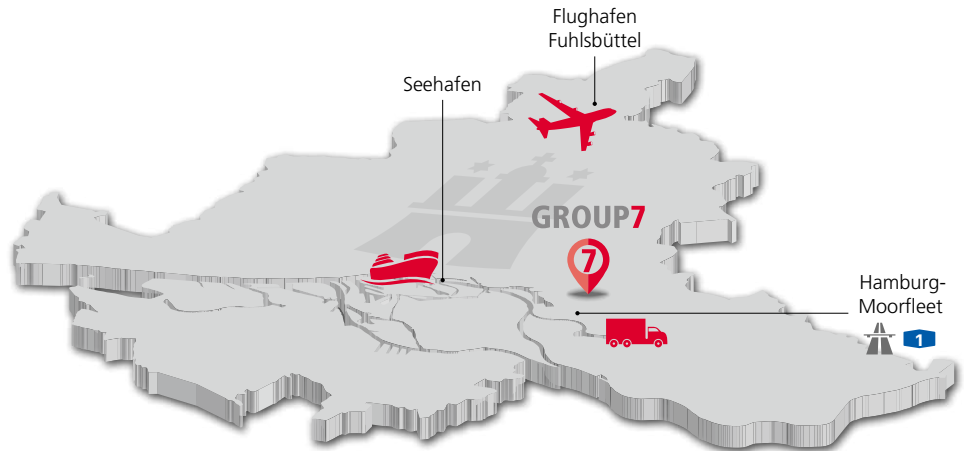 Flughafen
Fuhlsbüttel
Seehafen
GROUP7
7
Hamburg-
Moorfleet
1